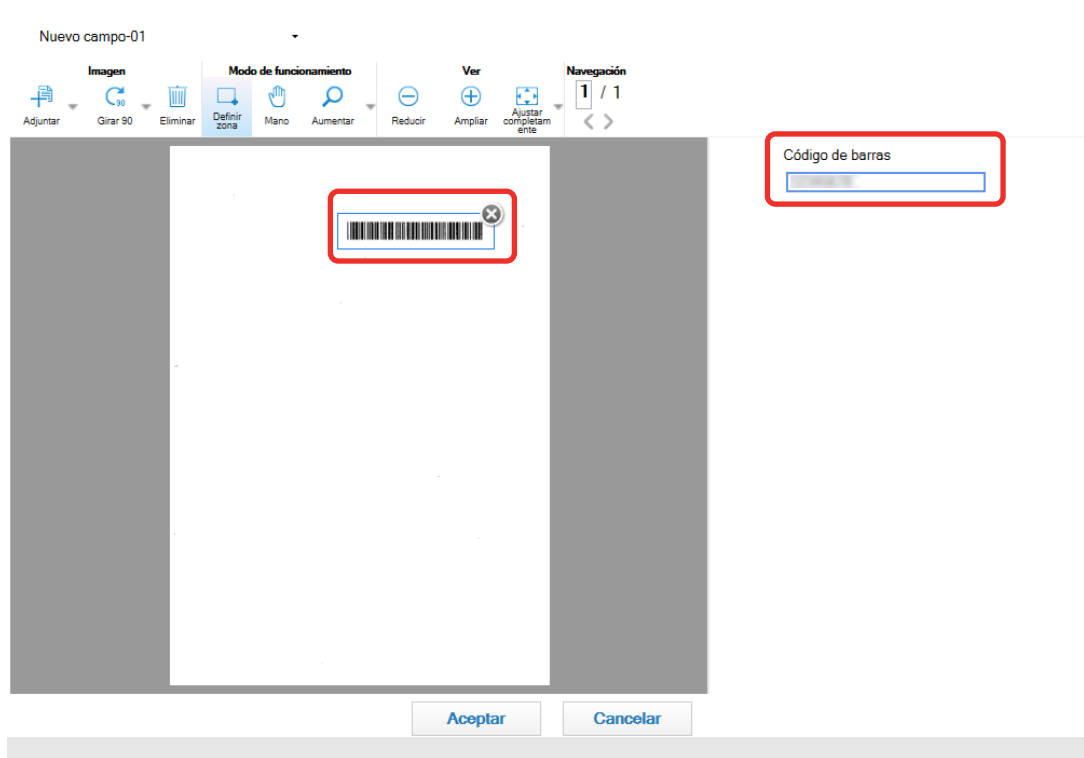 Nuevo campo-01
Imagen
Modo de funcionamiento
Ver
Navegación
Adjuntar
Girar 90
Eliminar
Definir
zona
Mano
Aumentar
Reducir
Ampliar
Ajustar
completam
ente
1 / 1
90
Código de barras
Aceptar
Cancelar